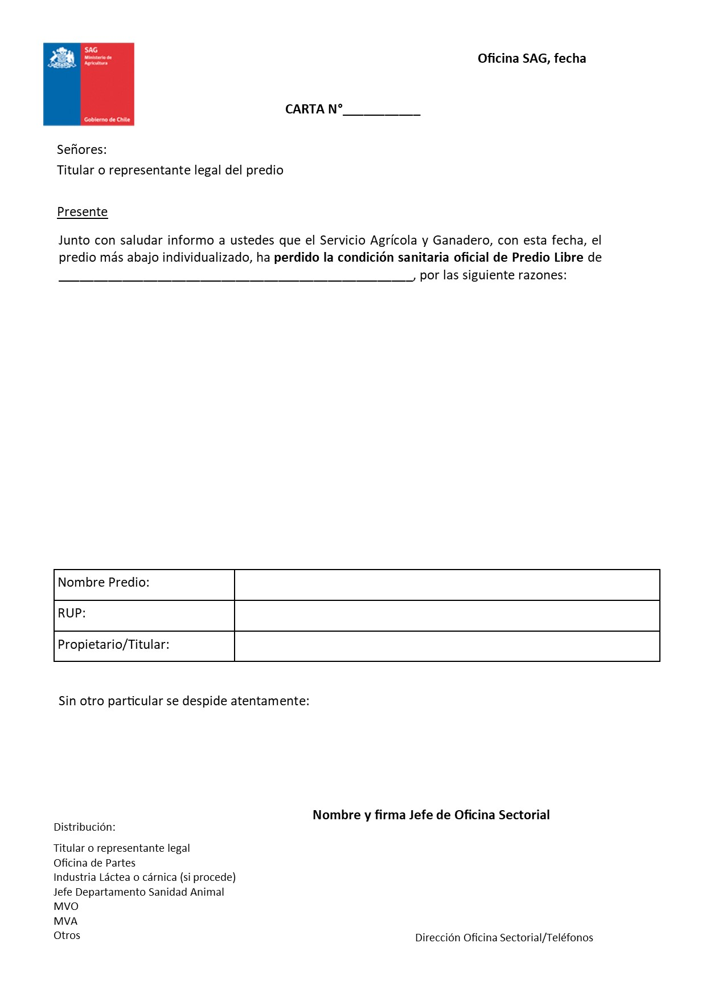 SAG
Ministerio de
Agricultura
Gobierno de Chile
Oficina SAG, fecha
CARTA N°___________
Señores:
Titular o representante legal del predio
Presente
Junto con saludar informo a ustedes que el Servicio Agrícola y Ganadero, con esta fecha, el
predio más abajo individualizado, ha perdido la condición sanitaria oficial de Predio Libre de
__________________________________________________, por las siguiente razones:
Nombre Predio:
RUP:
Propietario/Titular:
Sin otro particular se despide atentamente:
Nombre y firma Jefe de Oficina Sectorial
Distribución:
Titular o representante legal
Oficina de Partes
Industria Láctea o cárnica (si procede)
Jefe Departamento Sanidad Animal
MVO
MVA
Otros
Dirección Oficina Sectorial/Teléfonos